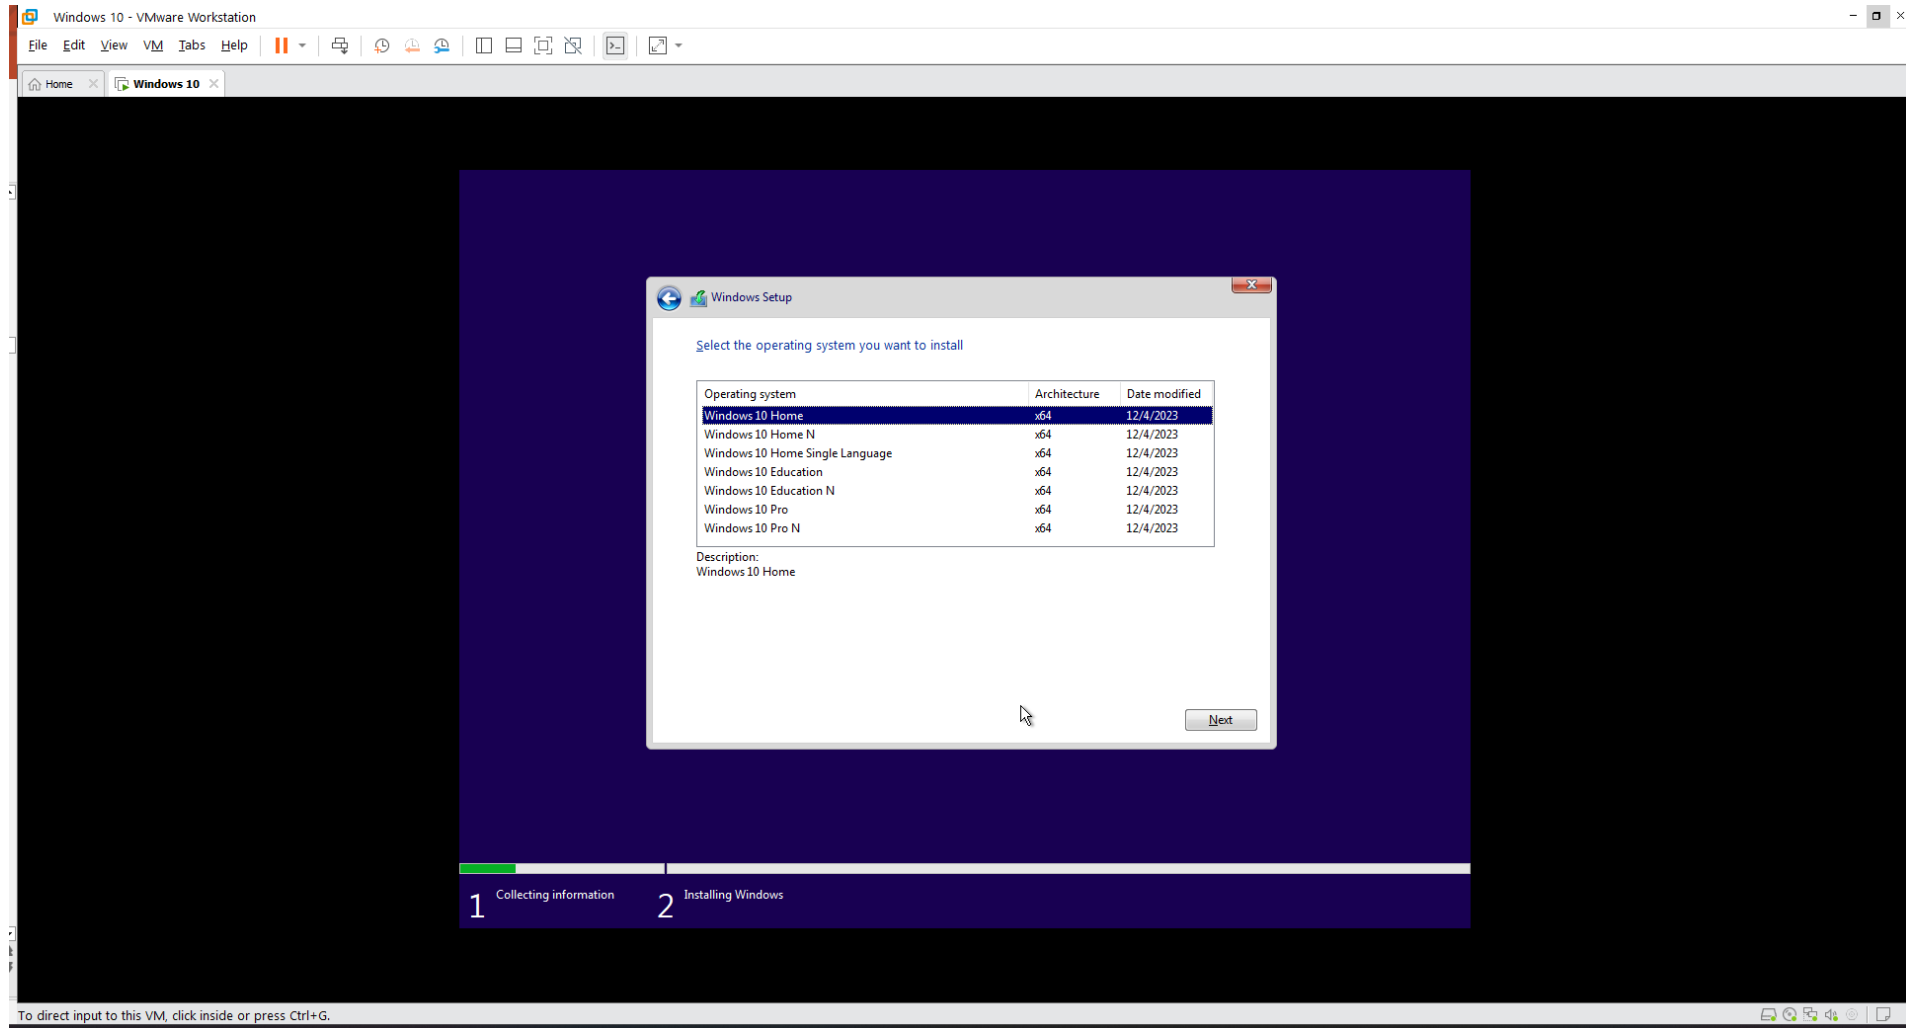 Windows 10 - VMware Workstation
File Edit View VM Tabs Help
Home Windows 10
Windows Setup
Select the operating system you want to install
Operating system Architecture Date modified
Windows 10 Home x64 12/4/2023
Windows 10 Home N x64 12/4/2023
Windows 10 Home Single Language x64 12/4/2023
Windows 10 Education x64 12/4/2023
Windows 10 Education N x64 12/4/2023
Windows 10 Pro x64 12/4/2023
Windows 10 Pro N x64 12/4/2023
Description:
Windows 10 Home
Next
1 Collecting information 2 Installing Windows
To direct input to this VM, click inside or press Ctrl+G.